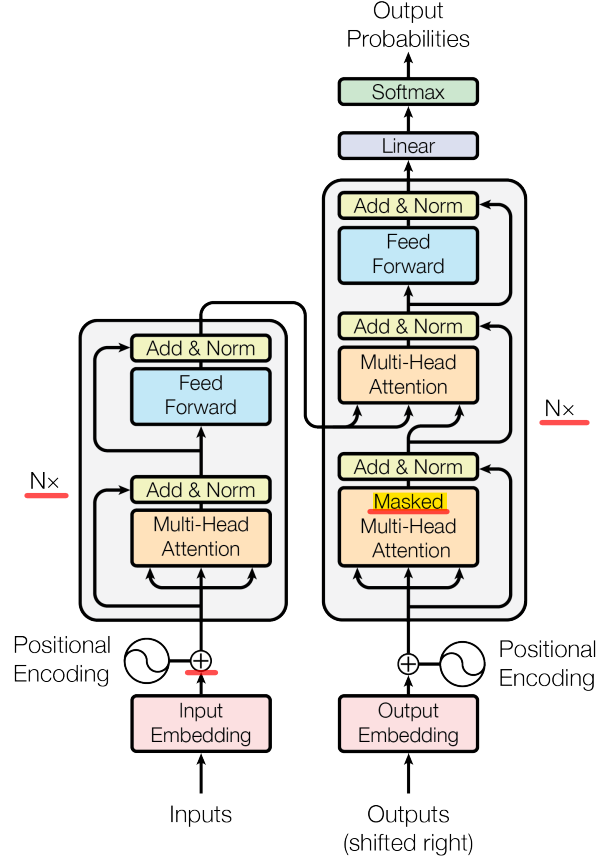 Output
Probabilities
Softmax
Linear
Add & Norm
Feed
Forward
Add & Norm
Multi-Head
Attention
Add & Norm
Masked
Multi-Head
Attention
N×
Add & Norm
Feed
Forward
Add & Norm
Multi-Head
Attention
N×
Positional
Encoding
Positional
Encoding
Input
Embedding
Output
Embedding
Inputs
Outputs
(shifted right)